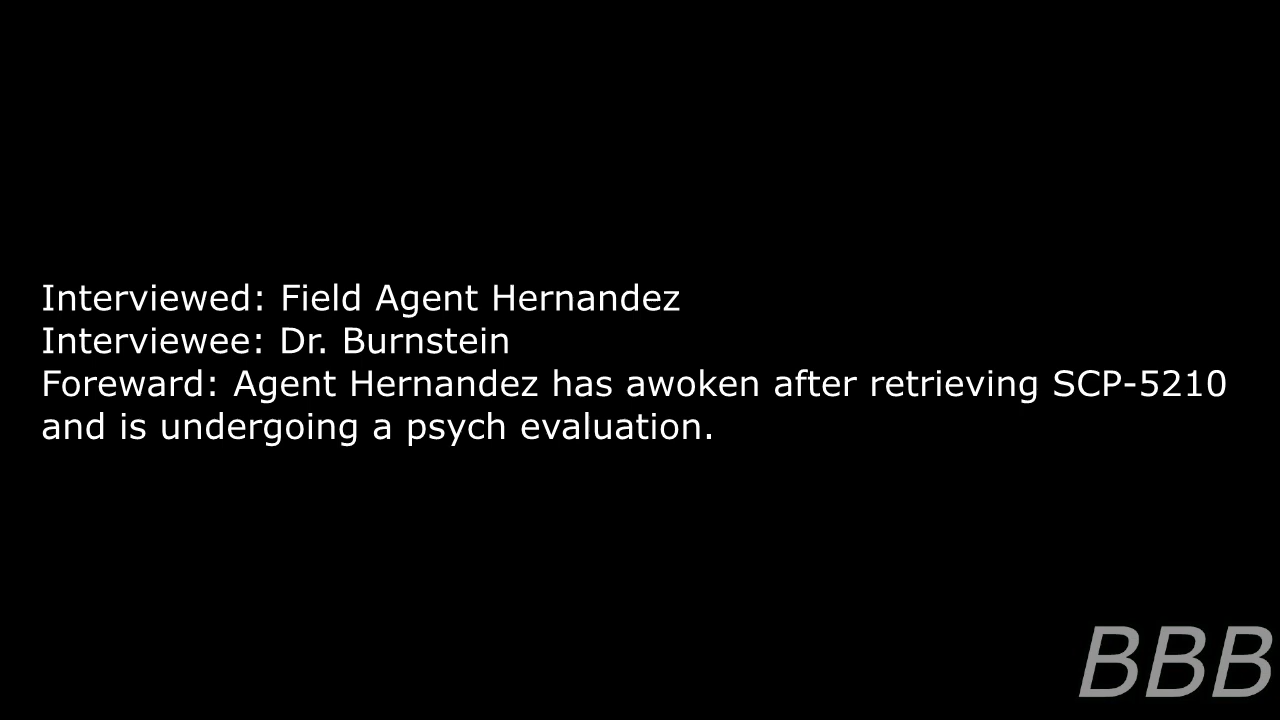 Interviewed: Field Agent Hernandez
Interviewee: Dr. Burnstein
Foreward: Agent Hernandez has awoken after retrieving SCP-5210
and is undergoing a psych evaluation.
BBB